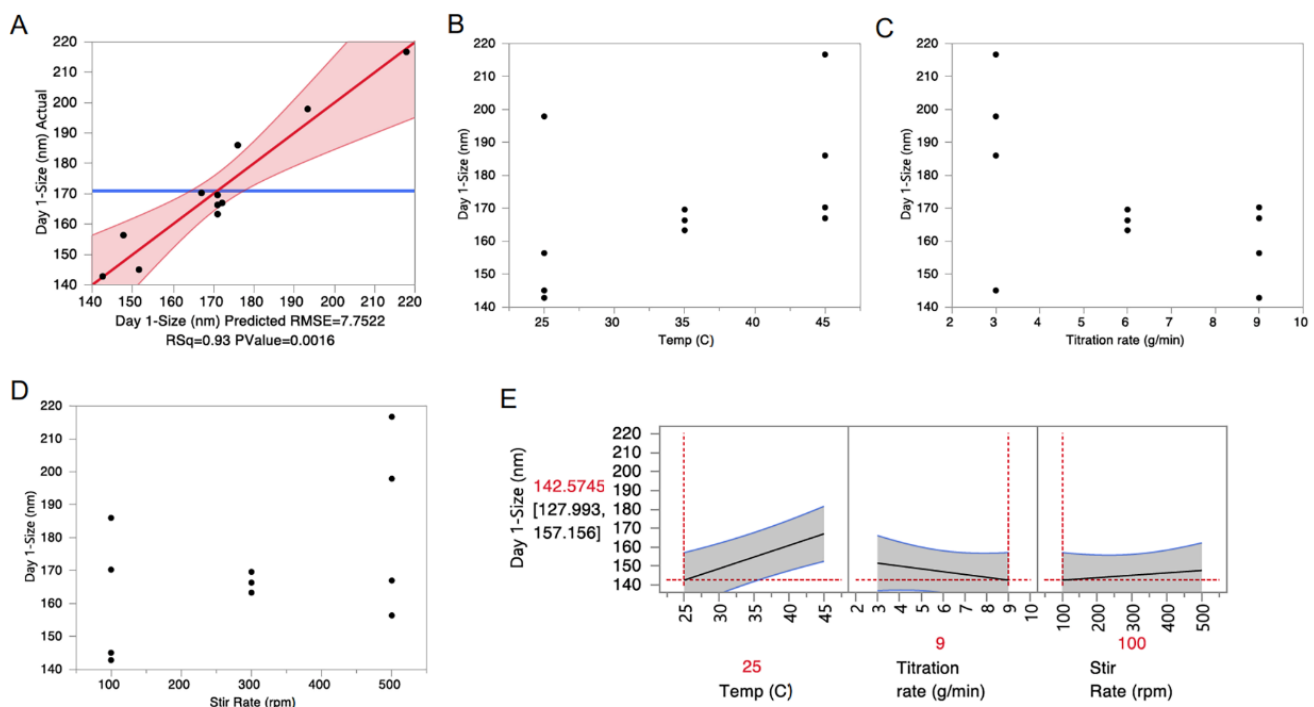 A
Day 1-Size (nm) Actual
220
210
200
190
180
170
160
150
140
140 150 160 170 180 190 200 210 220
Day 1-Size (nm) Predicted RMSE=7.7522
RSq=0.93 PValue=0.0016
B
Day 1-Size (nm)
220
210
200
190
180
170
160
150
140
25 30 35 40 45
Temp (C)
C
Day 1-Size (nm)
220
210
200
190
180
170
160
150
140
2 3 4 5 6 7 8 9 10
Titration rate (g/min)
D
Day 1-Size (nm)
220
210
200
190
180
170
160
150
140
100 200 300 400 500
Stir Rate (rpm)
E
Day 1-Size (nm)
142.5745
[127.993,
157.156]
220
210
200
190
180
170
160
150
140
25 30 35 40 45
2 3 4 5 6 7 8 9 10
100 200 300 400 500
25
Temp (C)
9
Titration
rate (g/min)
100
Stir
Rate (rpm)